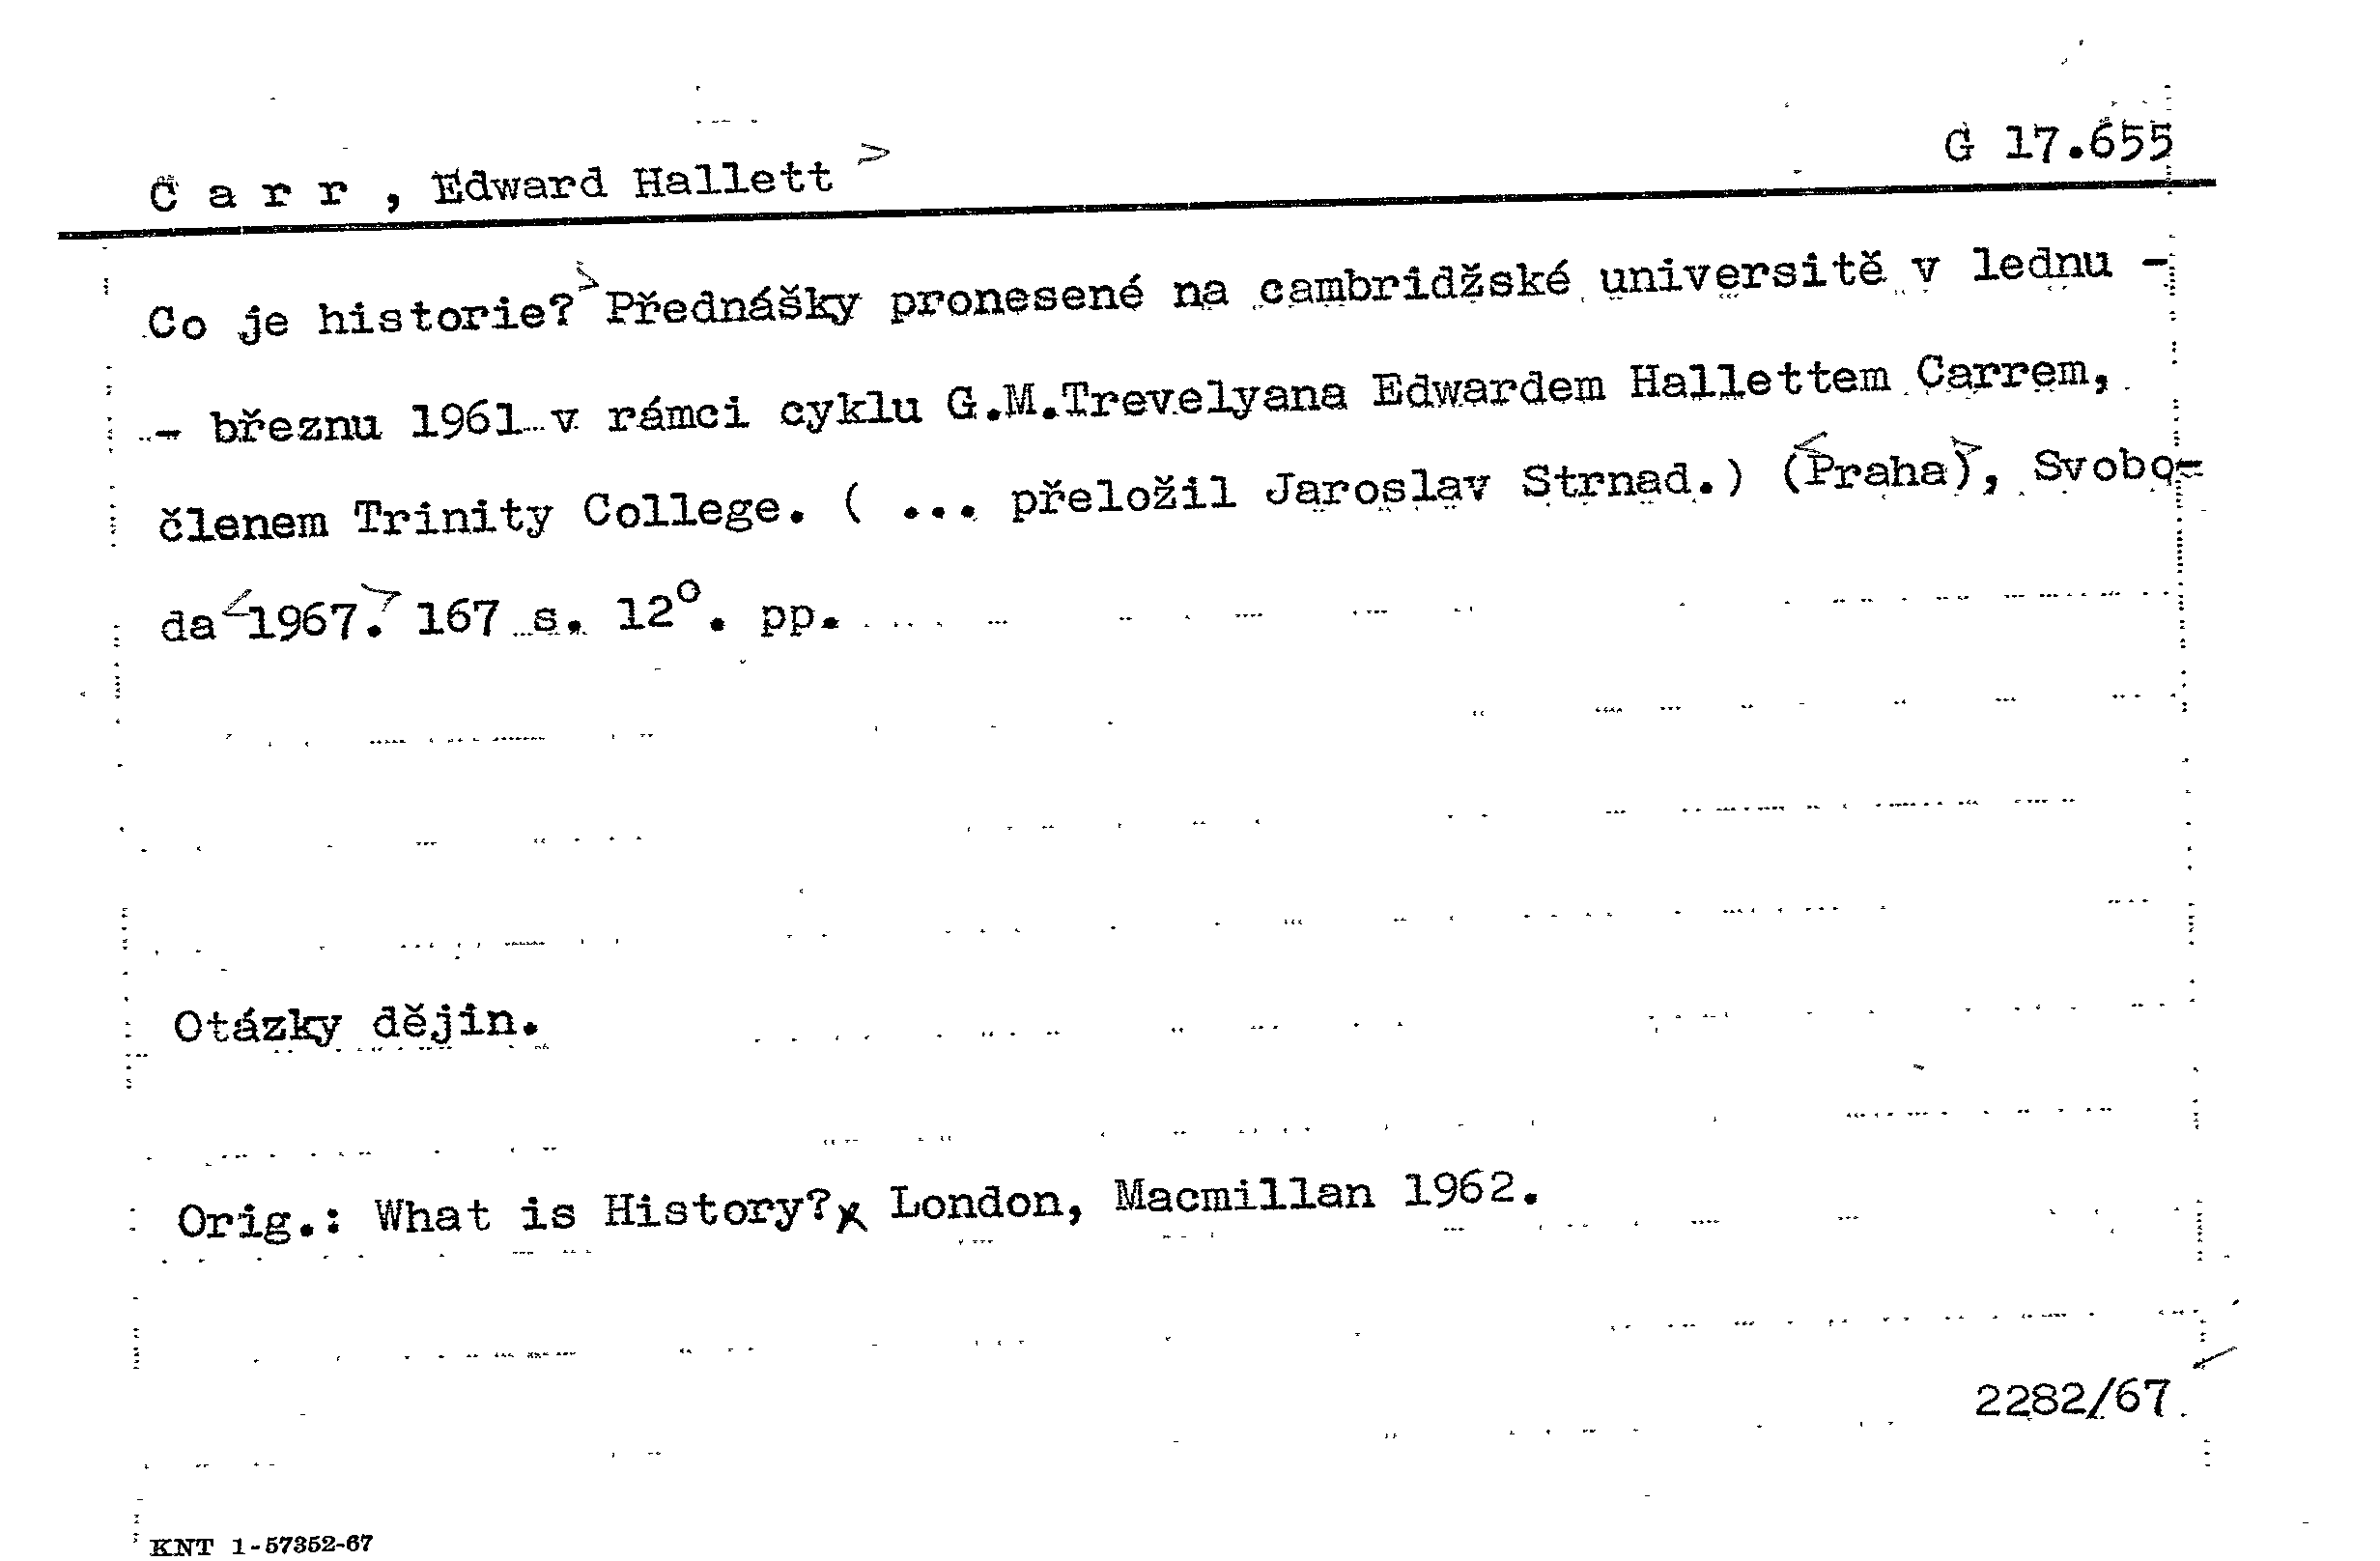 G 17.655
C a r r , Edward Hallett >
Co je historie?> Přednášky pronesené na cambridžské universitě v lednu -
- březnu 1961 v rámci cyklu G.M.Trevelyana Edwardem Hallettem Carrem,
členem Trinity College. ( ... přeložil Jaroslav Strnad.) <(Praha)>, Svobo-
da <1967.> 167 s. 12°. pp.
Otázky dějin.
Orig.: What is History?x London, Macmillan 1962.
2282/67
KNT 1-57352-67